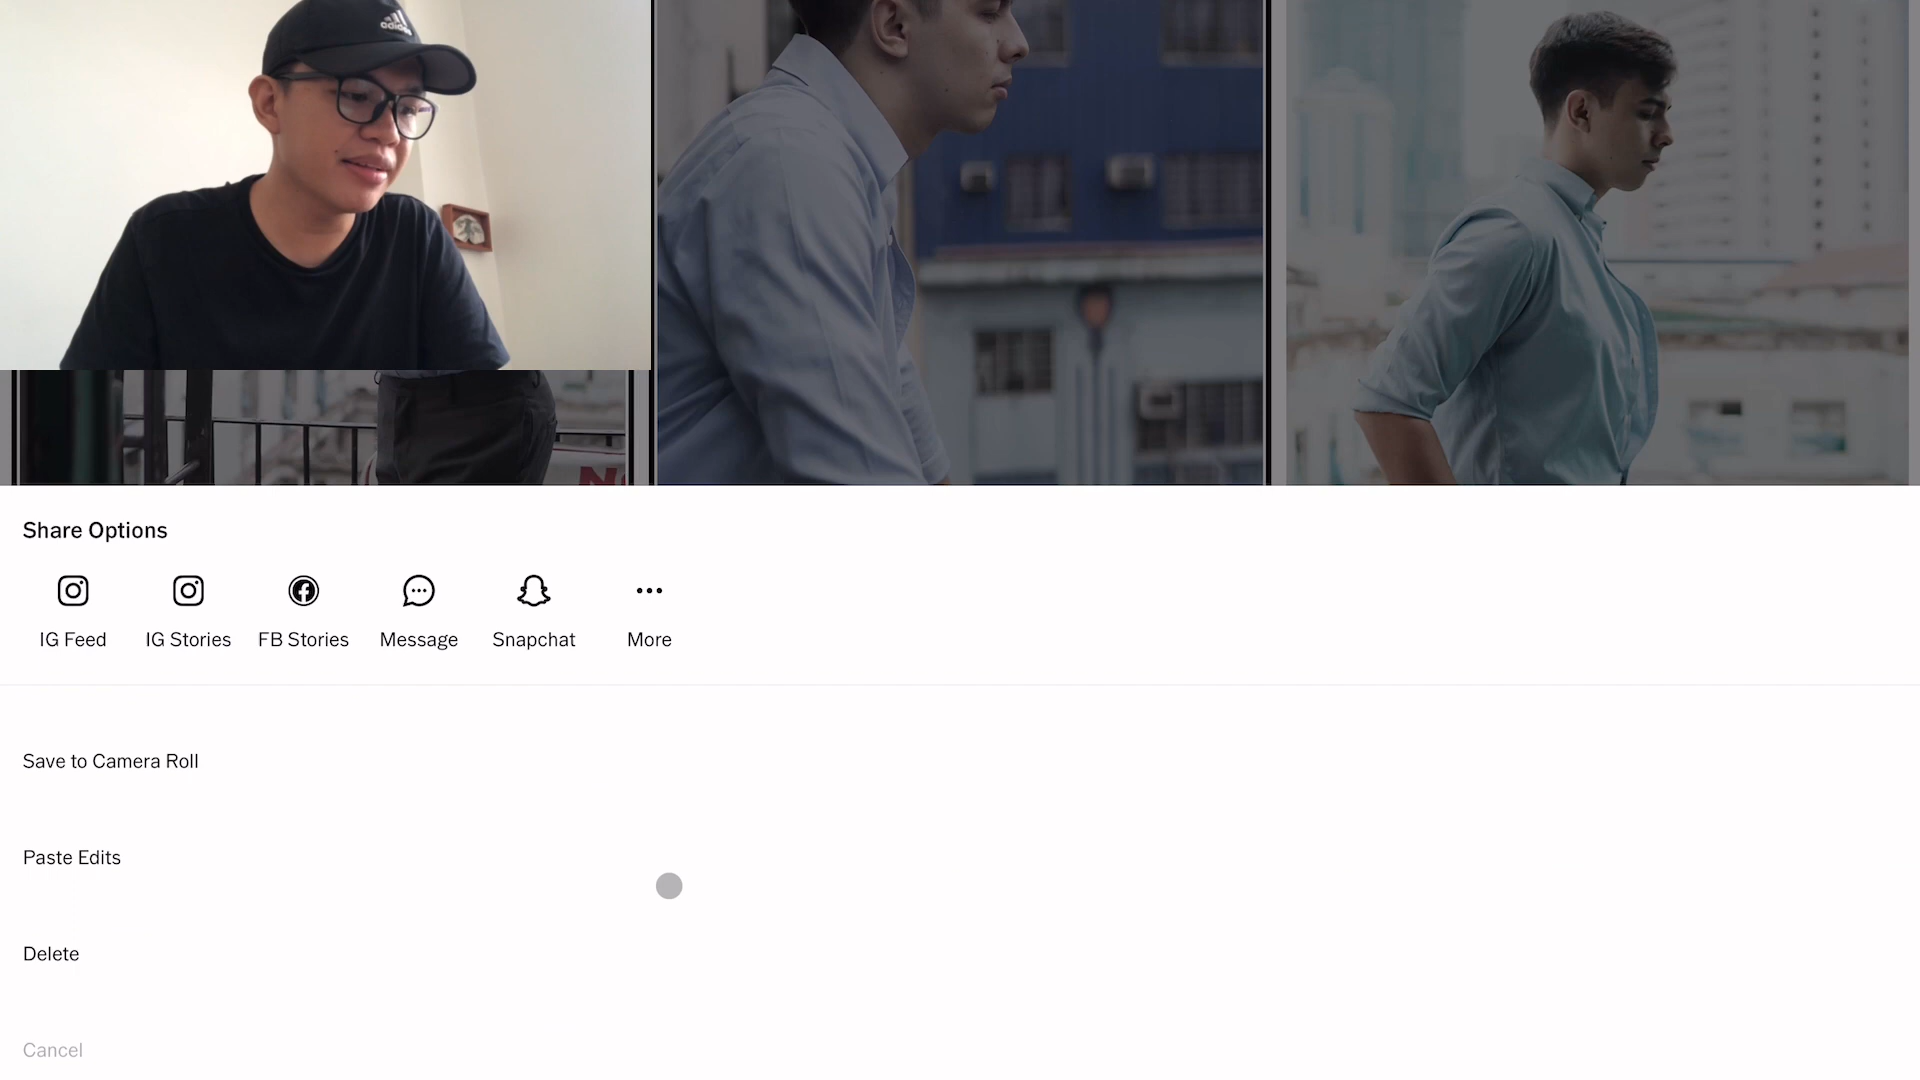 adidas
Share Options
IG Feed
IG Stories
FB Stories
Message
Snapchat
More
Save to Camera Roll
Paste Edits
Delete
Cancel